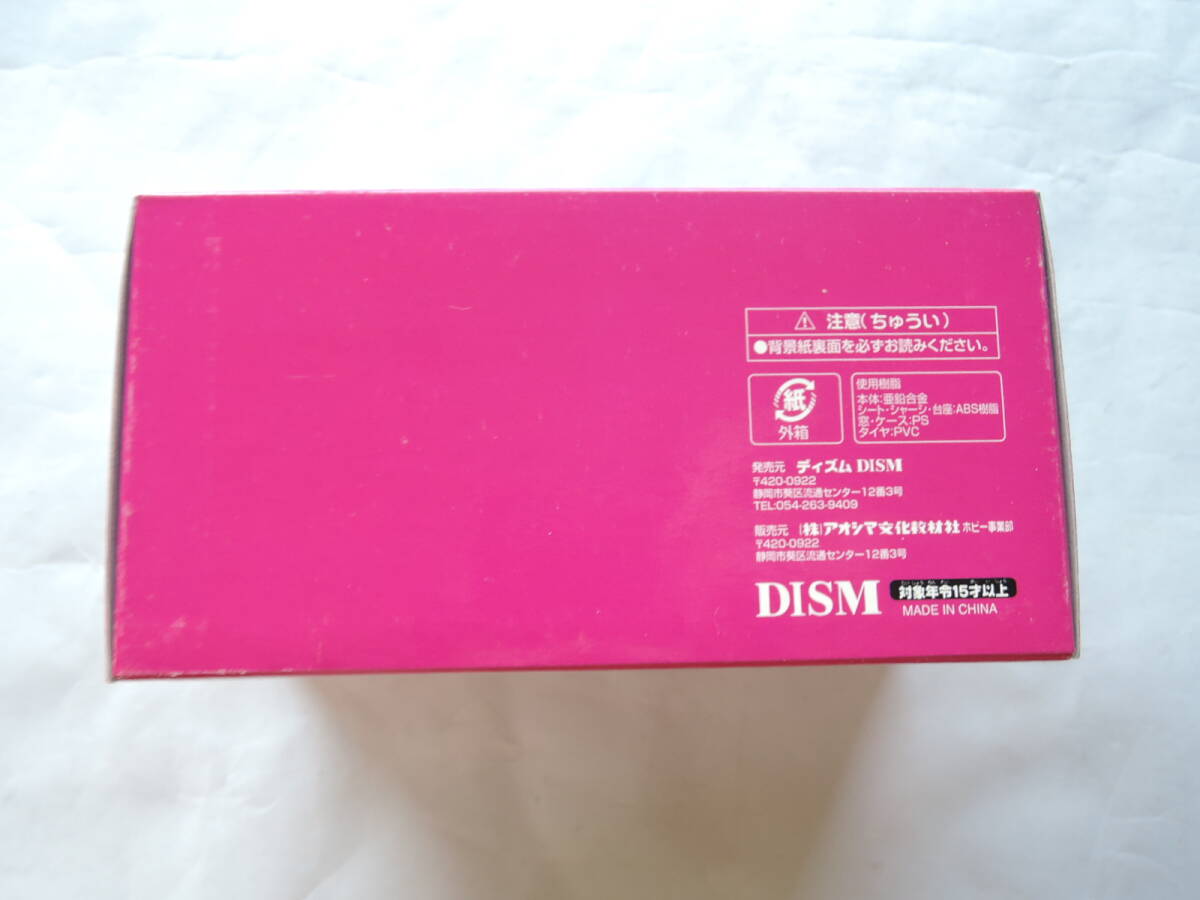 注意(ちゅうい)
●背景紙裏面を必ずお読みください。
紙
外箱
使用樹脂
本体:亜鉛合金
シート・シャーシ・台座:ABS樹脂
窓・ケース:PS
タイヤ:PVC
発売元 ディズム DISM
〒420-0922
静岡市葵区流通センター12番3号
TEL:054-263-9409
販売元 (株)アオシマ文化教材社 ホビー事業部
〒420-0922
静岡市葵区流通センター12番3号
DISM 対象年令15才以上
MADE IN CHINA